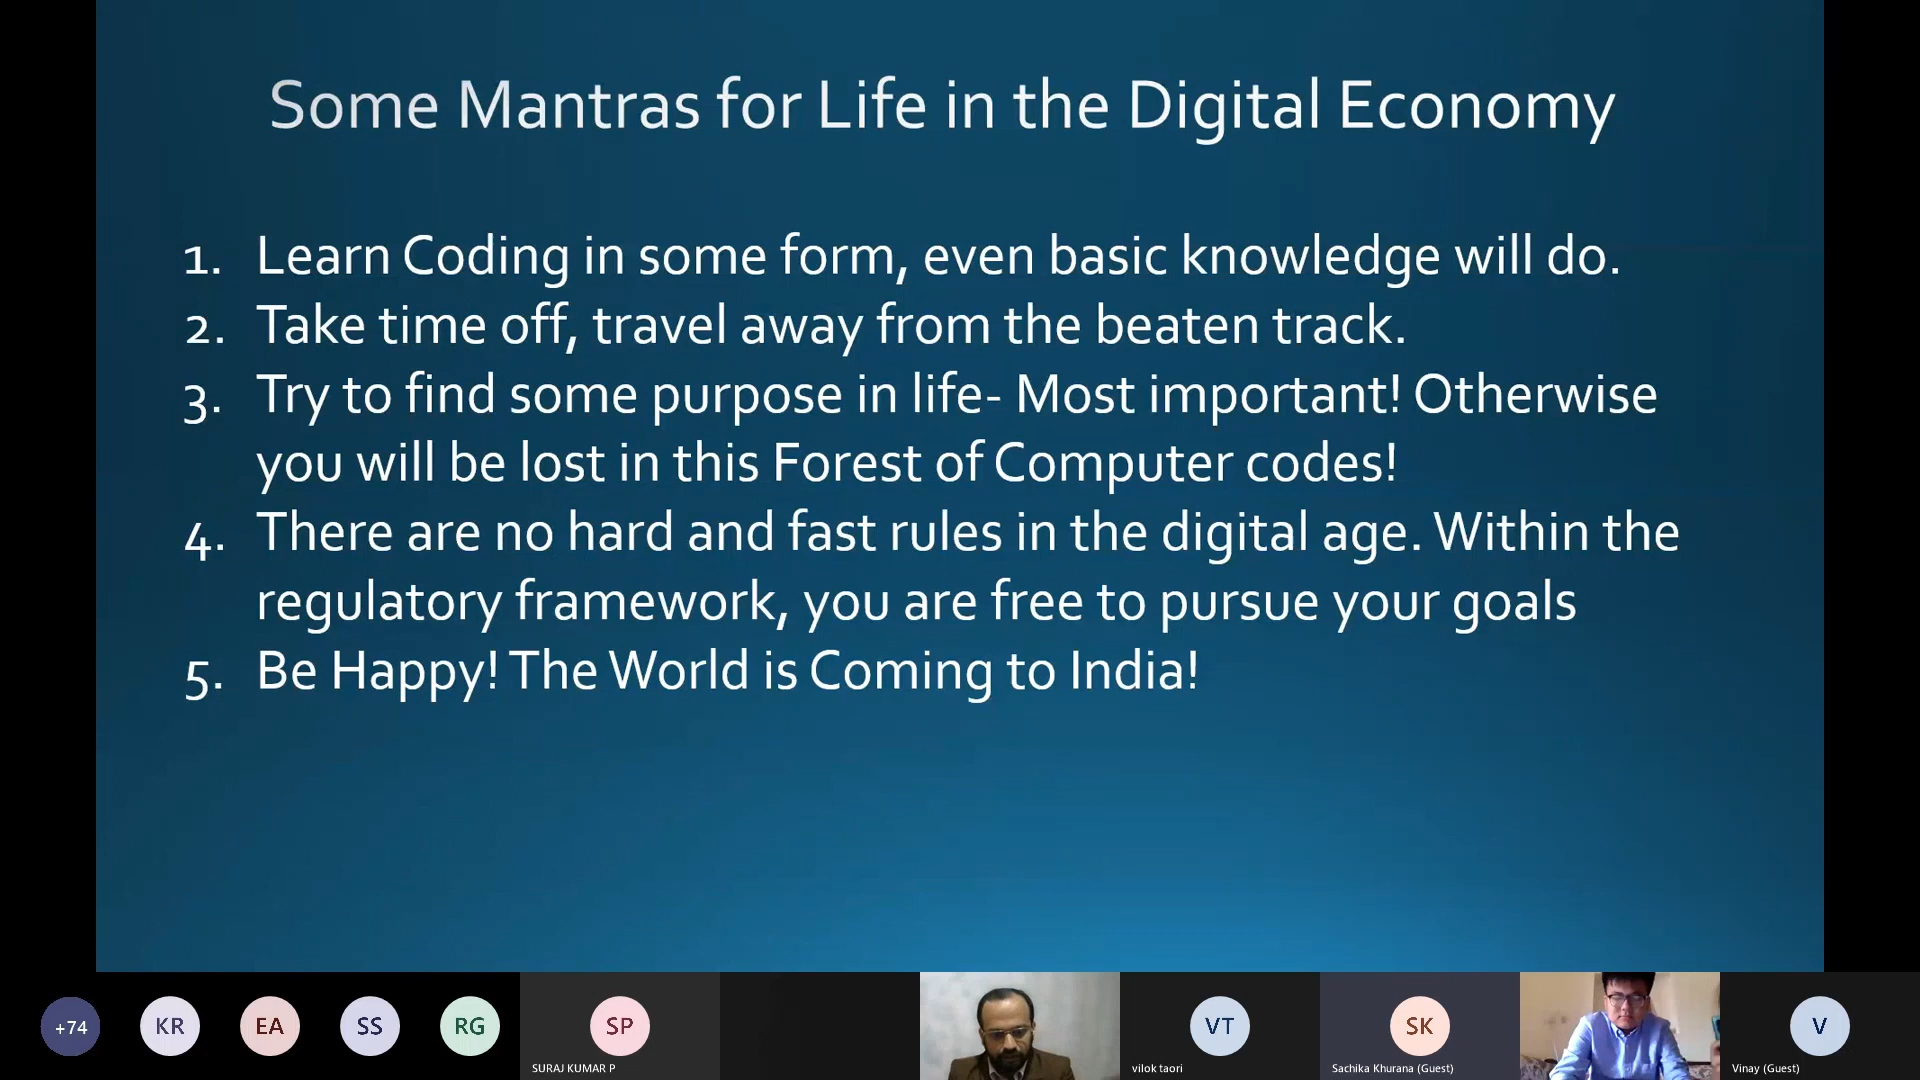 Some Mantras for Life in the Digital Economy
1. Learn Coding in some form, even basic knowledge will do.
2. Take time off, travel away from the beaten track.
3. Try to find some purpose in life- Most important! Otherwise
you will be lost in this Forest of Computer codes!
4. There are no hard and fast rules in the digital age. Within the
regulatory framework, you are free to pursue your goals
5. Be Happy! The World is Coming to India!
+74
KR
EA
SS
RG
SP
SURAJ KUMAR P
VT
vilok taori
SK
Sachika Khurana (Guest)
V
Vinay (Guest)